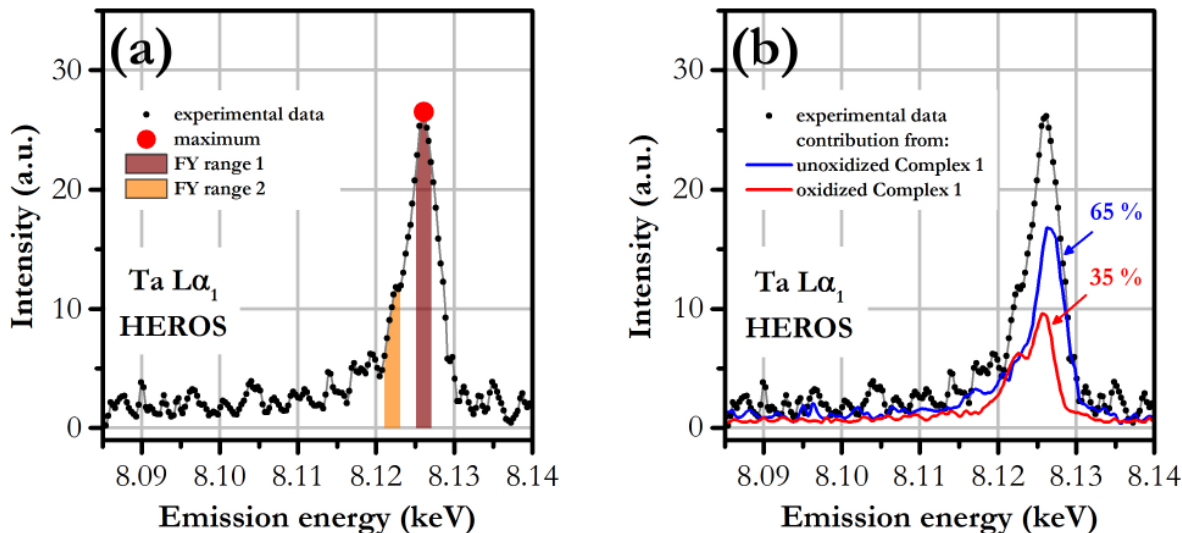 (a)
30
20
10
0
Intensity (a.u.)
experimental data
maximum
FY range 1
FY range 2
Ta Lα₁
HEROS
8.09 8.10 8.11 8.12 8.13 8.14
Emission energy (keV)
(b)
30
20
10
0
Intensity (a.u.)
experimental data
contribution from:
unoxidized Complex 1
oxidized Complex 1
65 %
35 %
Ta Lα₁
HEROS
8.09 8.10 8.11 8.12 8.13 8.14
Emission energy (keV)